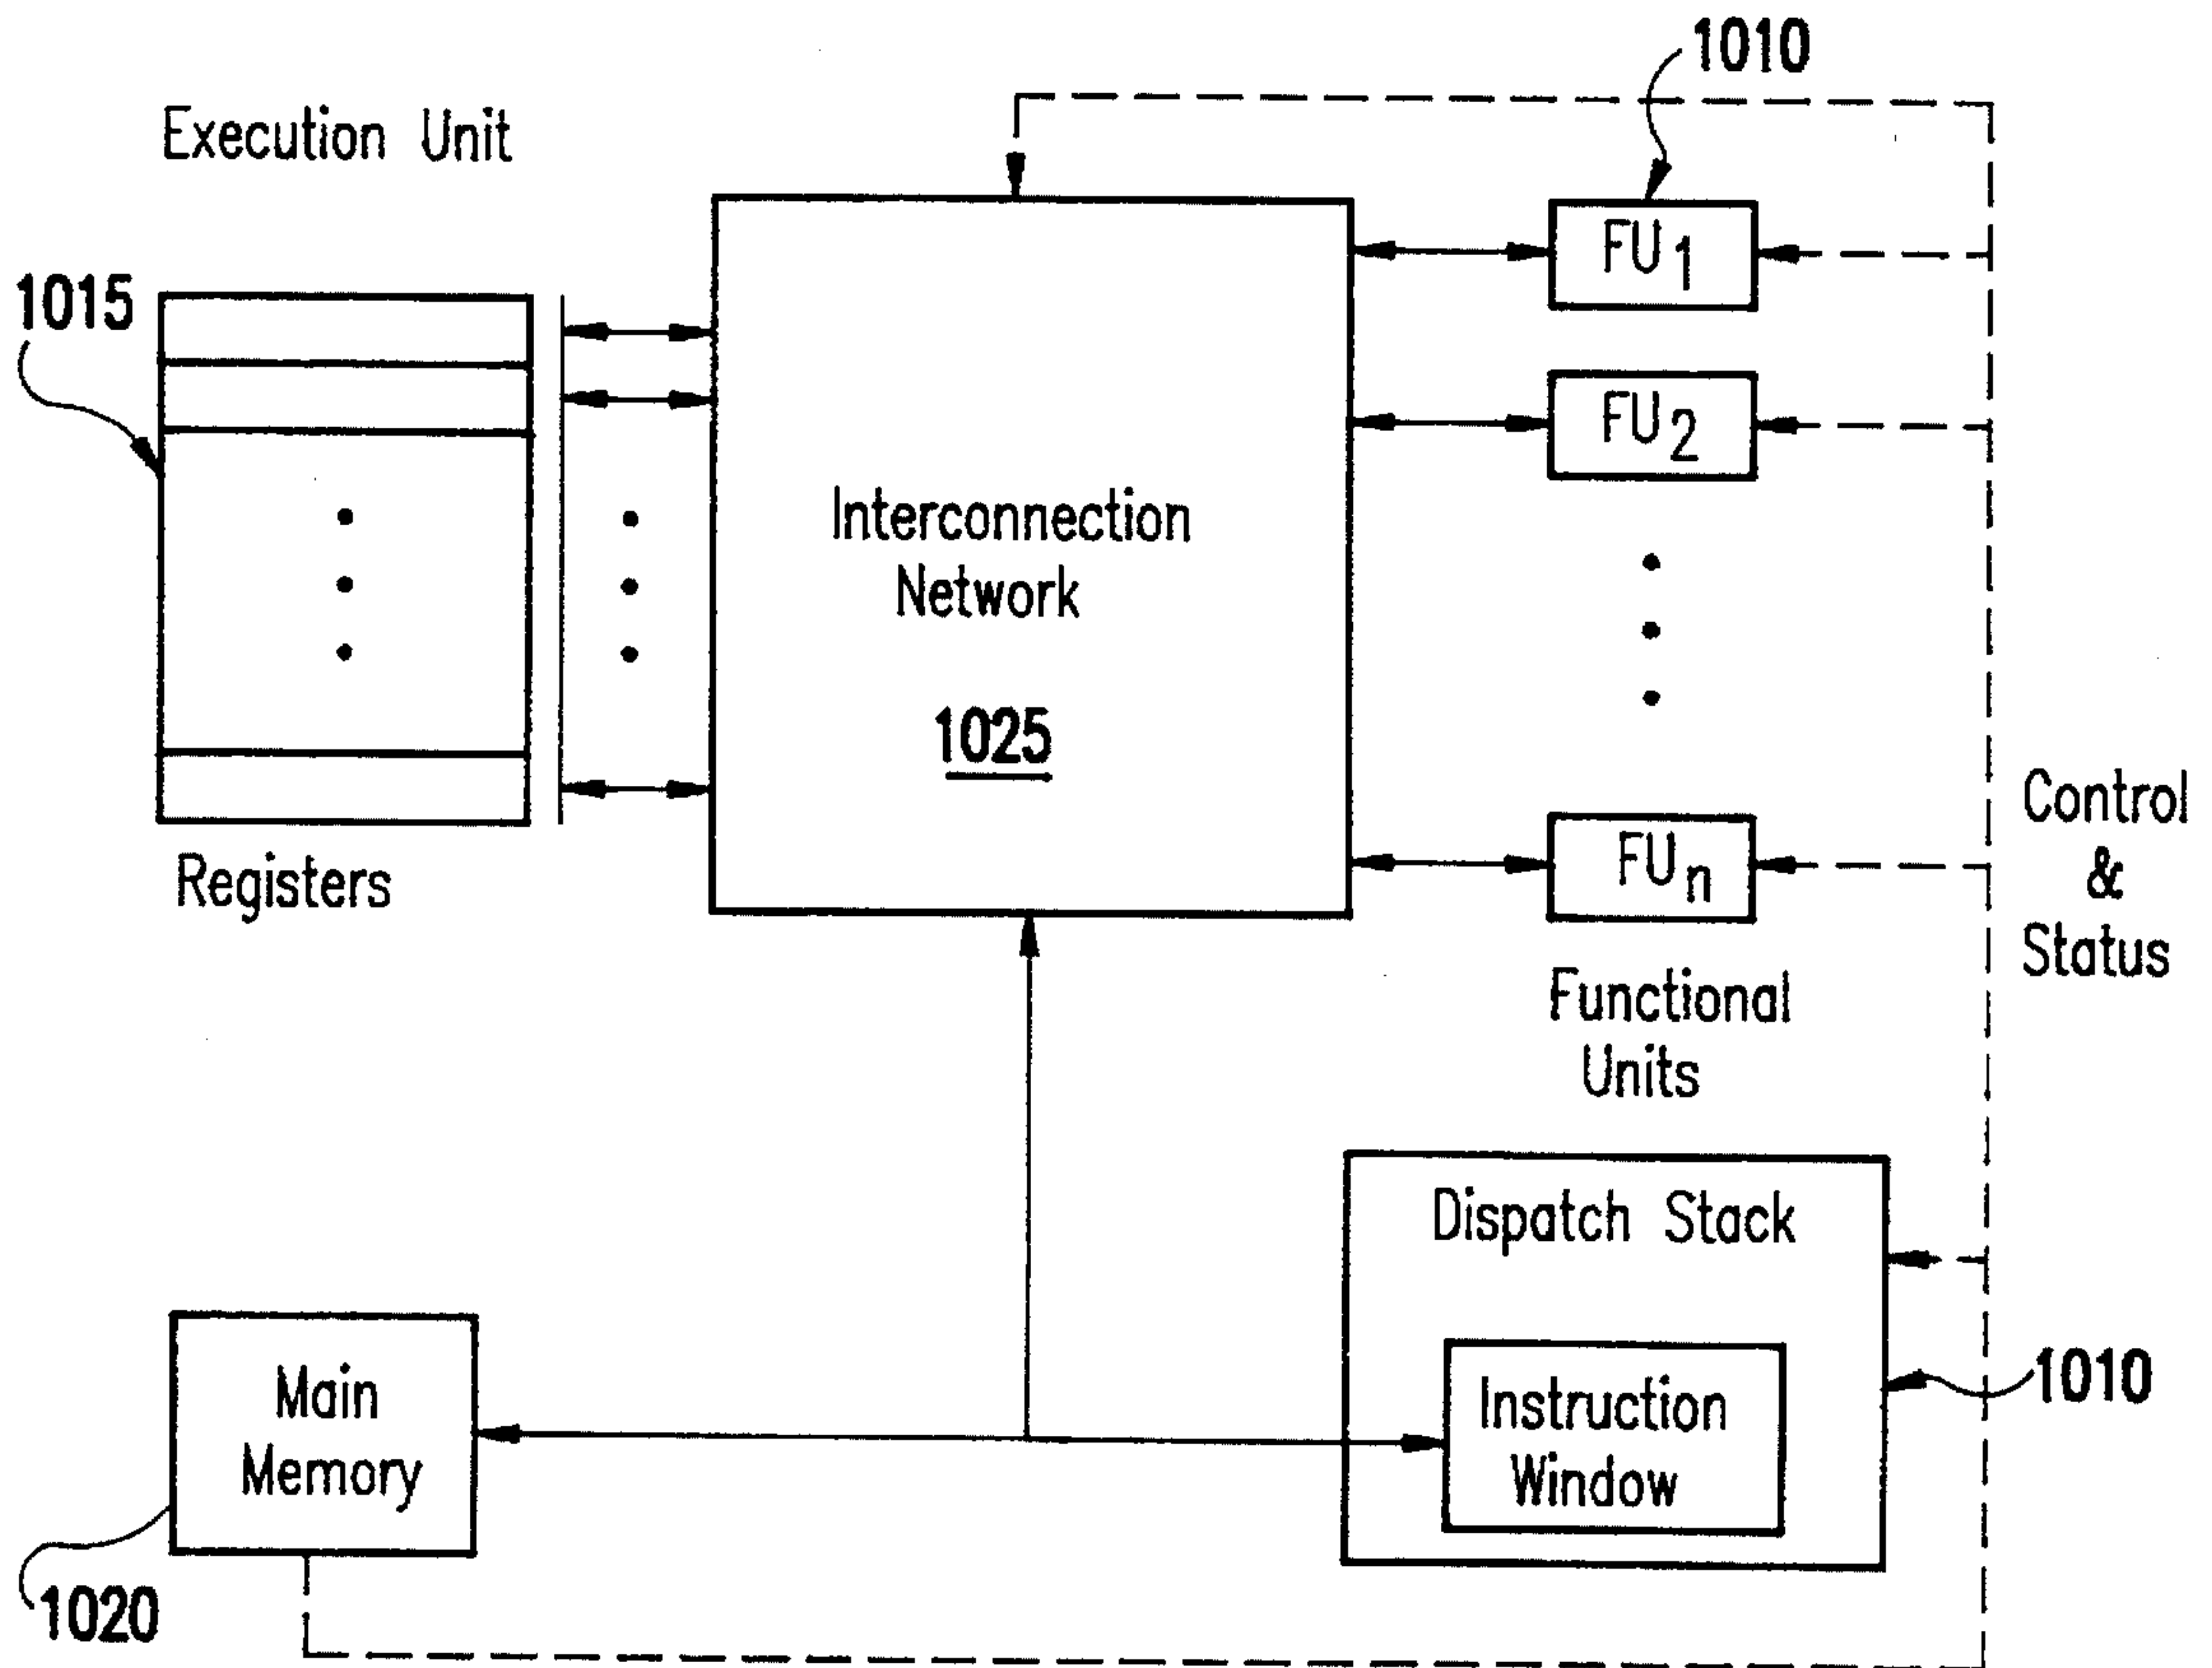 1010
Execution Unit
FU1
1015
FU2
Interconnection
Network
1025
FUn
Registers
Control
&
Status
Functional
Units
Dispatch Stack
Main
Memory
Instruction
Window
1010
1020